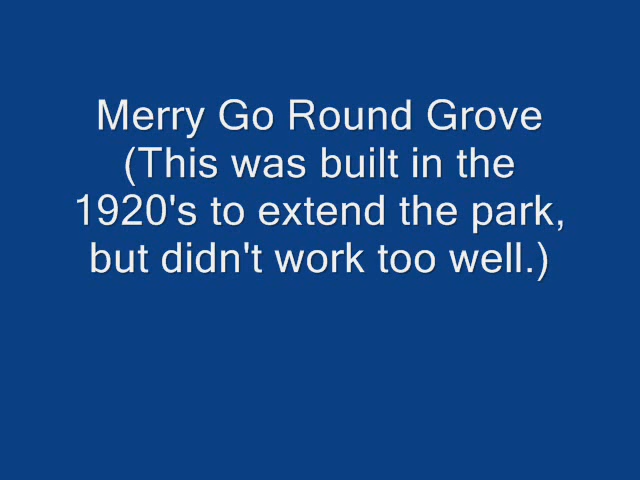 Merry Go Round Grove
(This was built in the
1920's to extend the park,
but didn't work too well.)